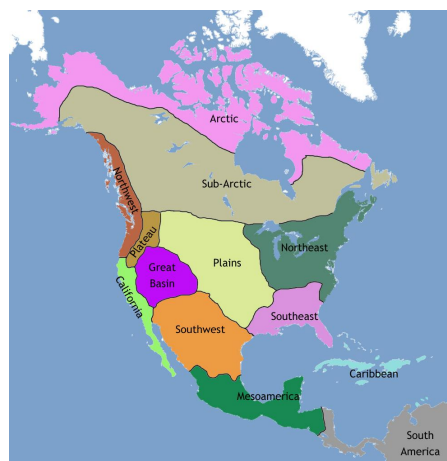 Arctic
Sub-Arctic
Northwest
Plateau
Northeast
Plains
Great
Basin
California
Southeast
Southwest
Caribbean
Mesoamerica
South
America